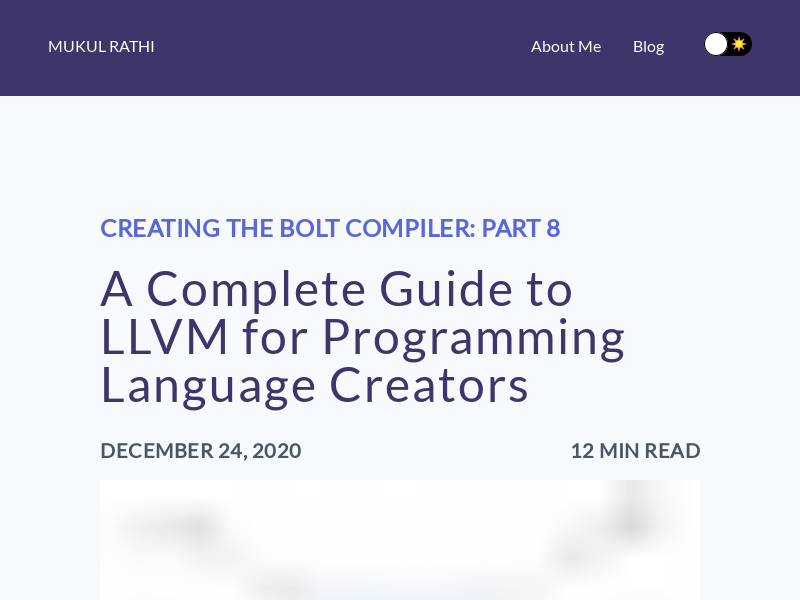 MUKUL RATHI
About Me
Blog
CREATING THE BOLT COMPILER: PART 8
A Complete Guide to
LLVM for Programming
Language Creators
DECEMBER 24, 2020
12 MIN READ